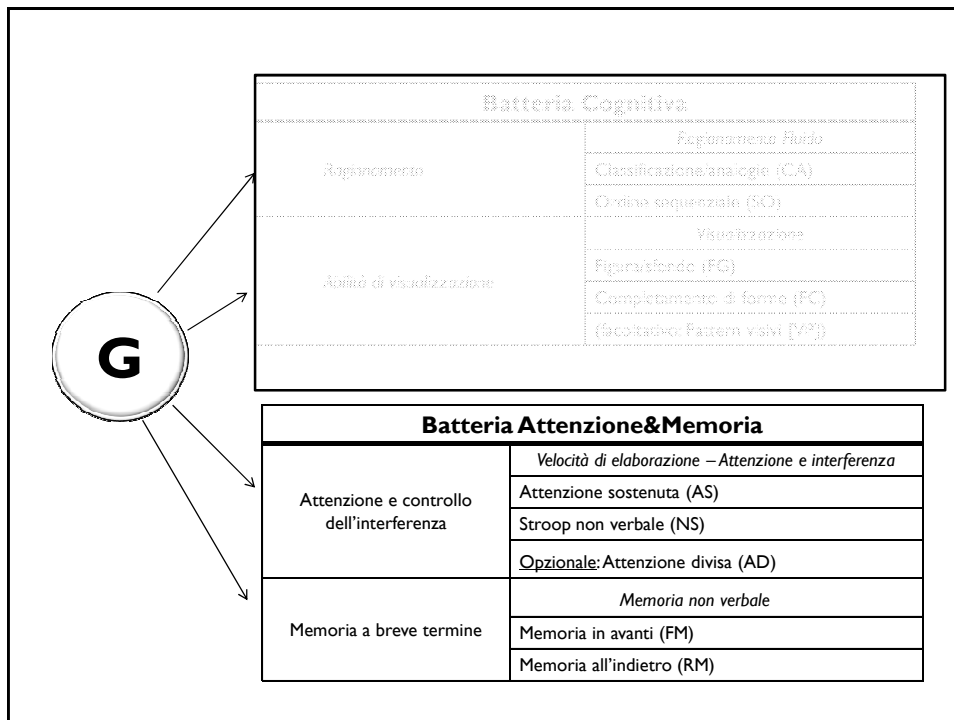 Batteria Cognitiva
Ragionamento Fluido
Ragionamento
Classificazione/analogie (CA)
Ordine sequenziale (SO)
Visualizzazione
Abilità di visualizzazione
Figura/sfondo (FG)
Completamento di forme (FC)
(facoltativo: Pattern visivi [VP])
G
Batteria Attenzione&Memoria
Velocità di elaborazione – Attenzione e interferenza
Attenzione e controllo
dell'interferenza
Attenzione sostenuta (AS)
Stroop non verbale (NS)
Opzionale: Attenzione divisa (AD)
Memoria non verbale
Memoria a breve termine
Memoria in avanti (FM)
Memoria all'indietro (RM)